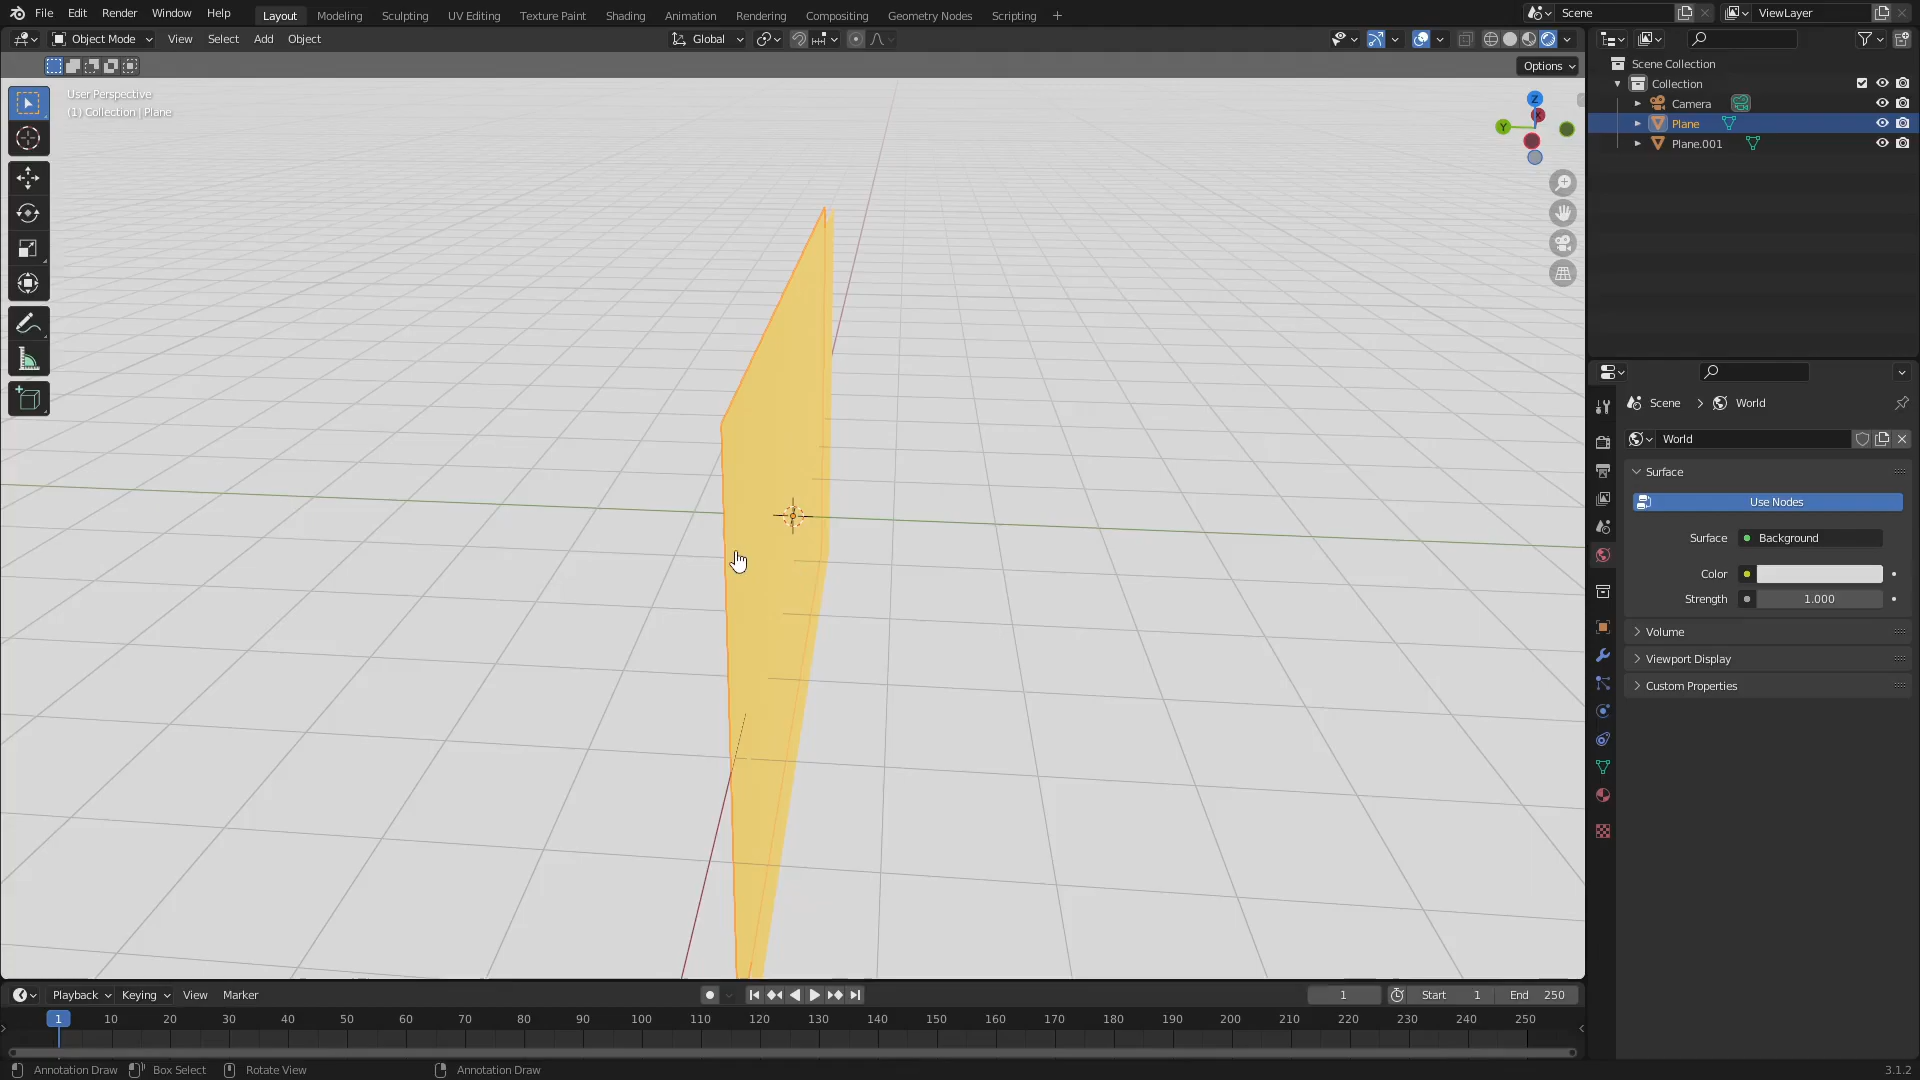 File Edit Render Window Help Layout Modeling Sculpting UV Editing Texture Paint Shading Animation Rendering Compositing Geometry Nodes Scripting + Scene ViewLayer
Object Mode View Select Add Object Global
Options
User Perspective
(1) Collection | Plane
Z
X
Y
Scene Collection
Collection
Camera
Plane
Plane.001
Scene > World
World
Surface
Use Nodes
Surface Background
Color
Strength 1.000
Volume
Viewport Display
Custom Properties
Playback Keying View Marker 1 Start 1 End 250
1 10 20 30 40 50 60 70 80 90 100 110 120 130 140 150 160 170 180 190 200 210 220 230 240 250
Annotation Draw Box Select Rotate View Annotation Draw 3.1.2